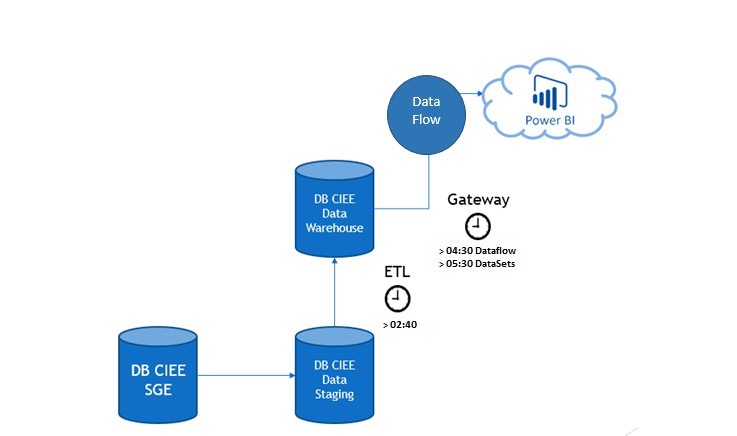 Data
Flow
Power BI
DB CIEE
Data
Warehouse
Gateway
> 04:30 Dataflow
> 05:30 DataSets
ETL
> 02:40
DB CIEE
SGE
DB CIEE
Data
Staging